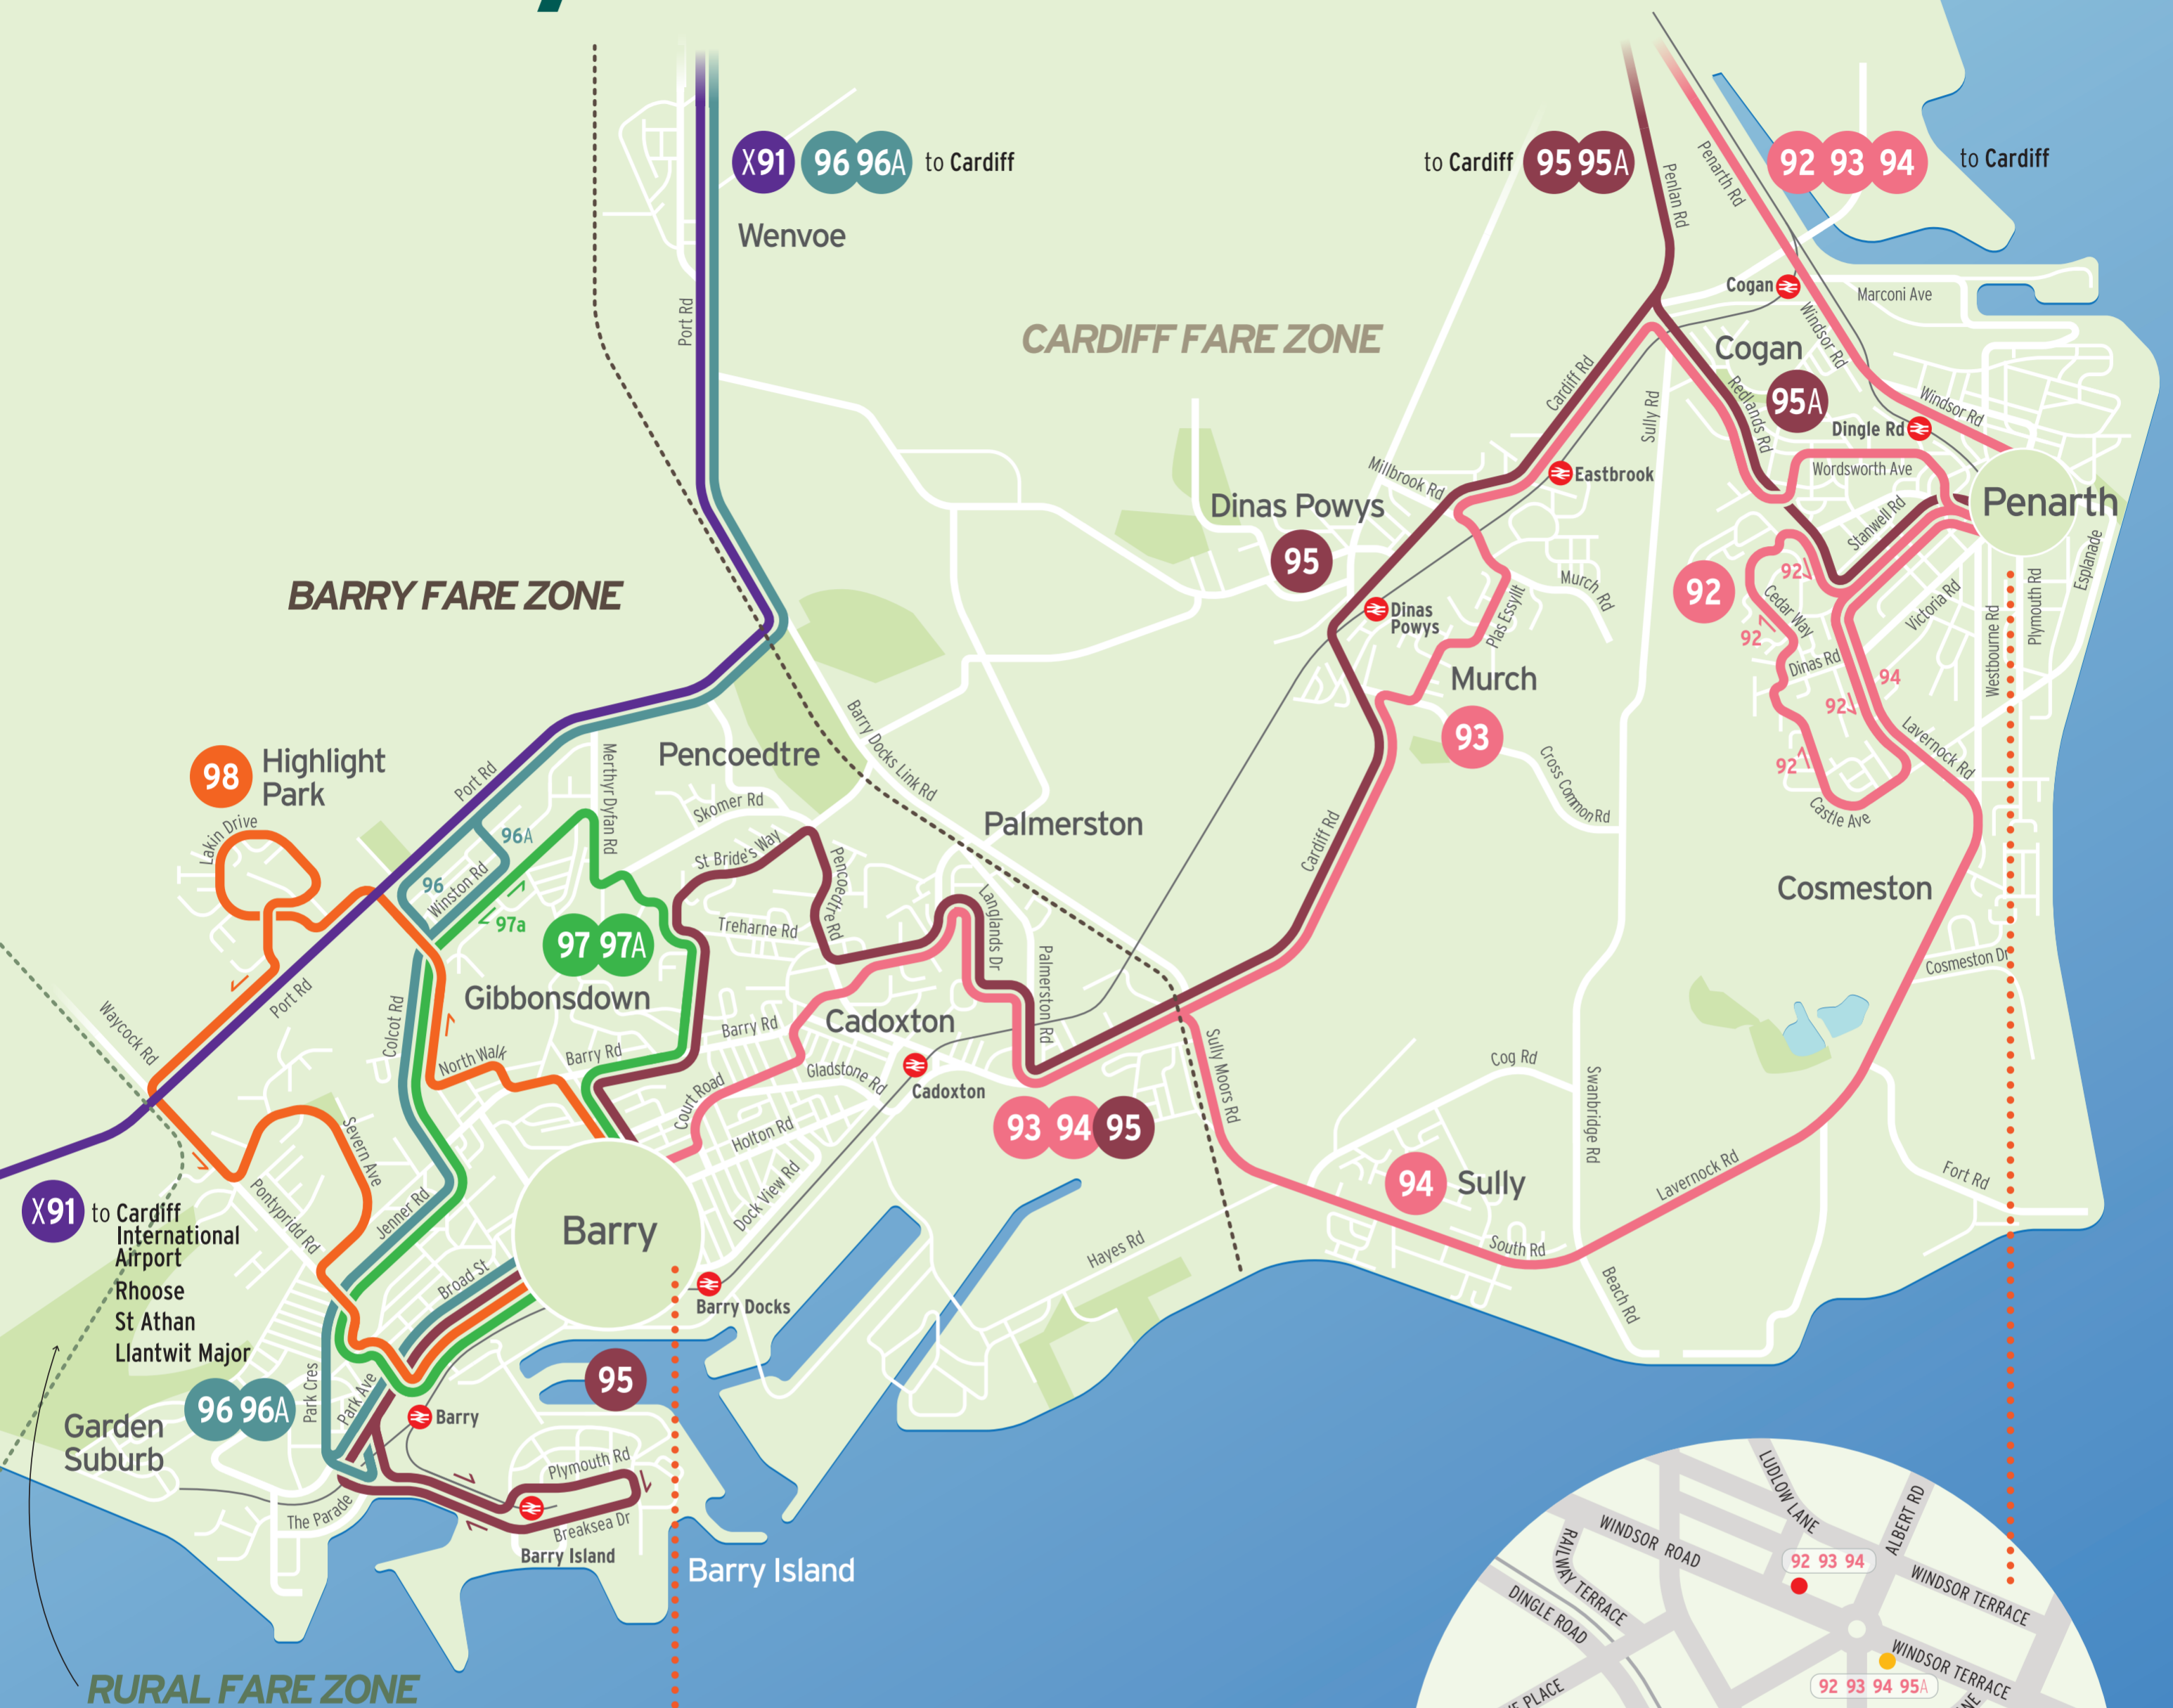 X91 96 96A to Cardiff
to Cardiff 95 95A
92 93 94 to Cardiff
Wenvoe
Port Rd
Penlan Rd
Penarth Rd
Cogan
Marconi Ave
Windsor Rd
CARDIFF FARE ZONE
Cogan
95A
Redlands Rd
Windsor Rd
Dingle Rd
Cardiff Rd
Sully Rd
Wordsworth Ave
Millbrook Rd
Eastbrook
Dinas Powys
95
Penarth
Stanwell Rd
Esplanade
BARRY FARE ZONE
Dinas
Powys
Murch Rd
Plas Essyllt
92
92
Cedar Way
92
Dinas Rd
Victoria Rd
Westbourne Rd
Plymouth Rd
Murch
93
94
92
92
Lavernock Rd
Castle Ave
Cross Common Rd
98
Highlight
Park
Lakin Drive
Port Rd
Merthyr Dyfan Rd
Pencoedtre
Skomer Rd
Barry Docks Link Rd
Palmerston
Cardiff Rd
96A
96
Winston Rd
97a
St Bride's Way
Pencoedtre Rd
Treharne Rd
Langlands Dr
Palmerston Rd
97 97A
Gibbonsdown
Cosmeston
Cosmeston Dr
Waycock Rd
Port Rd
Colcot Rd
North Walk
Barry Rd
Barry Rd
Cadoxton
Gladstone Rd
Cadoxton
Court Road
Holton Rd
93 94 95
Sully Moors Rd
Cog Rd
Swanbridge Rd
Severn Ave
Pontypridd Rd
Jenner Rd
Barry
Dock View Rd
94
Sully
Lavernock Rd
Fort Rd
South Rd
Hayes Rd
Beach Rd
X91 to Cardiff
International
Airport
Rhoose
St Athan
Llantwit Major
Broad St
Barry Docks
95
96 96A
Park Cres
Park Ave
Barry
Garden
Suburb
The Parade
Plymouth Rd
Breaksea Dr
Barry Island
Barry Island
RURAL FARE ZONE
LUDLOW LANE
ALBERT RD
WINDSOR ROAD
RAILWAY TERRACE
DINGLE ROAD
92 93 94
WINDSOR TERRACE
WINDSOR TERRACE
92 93 94 95A
PLACE